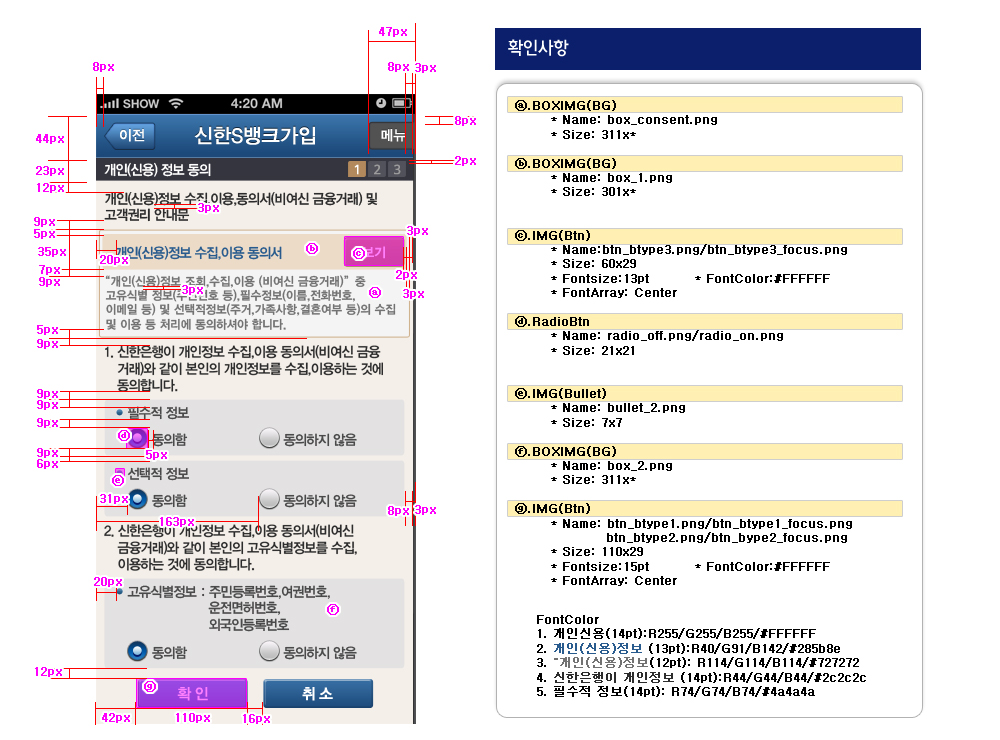 47px
8px
8px
3px
SHOW
4:20 AM
이전
신한S뱅크가입
메뉴
8px
44px
개인(신용) 정보 동의
1 2 3
2px
23px
12px
개인(신용)정보 수집,이용,동의서(비여신 금융거래) 및
고객권리 안내문
3px
9px
5px
3px
35px
20px
개인(신용)정보 수집,이용 동의서
ⓑ
ⓒ
보기
7px
9px
2px
3px
"개인(신용)정보 조회,수집,이용 (비여신 금융거래)" 중
고유식별 정보(주민번호 등),필수정보(이름,전화번호,
이메일 등) 및 선택적정보(주거,가족사항,결혼여부 등)의 수집
및 이용 등 처리에 동의하셔야 합니다.
3px
ⓐ
5px
9px
1. 신한은행이 개인정보 수집,이용 동의서(비여신 금융
거래)와 같이 본인의 개인정보를 수집,이용하는 것에
동의합니다.
9px
9px
필수적 정보
9px
ⓓ
동의함
동의하지 않음
9px
5px
6px
선택적 정보
ⓔ
31px
동의함
동의하지 않음
8px
3px
163px
2. 신한은행이 개인정보 수집,이용 동의서(비여신
금융거래)와 같이 본인의 고유식별정보를 수집,
이용하는 것에 동의합니다.
20px
고유식별정보 : 주민등록번호,여권번호,
운전면허번호,
외국인등록번호
ⓕ
동의함
동의하지 않음
12px
ⓖ
확 인
취 소
42px
110px
16px
확인사항
ⓐ.BOXIMG(BG)
* Name: box_consent.png
* Size: 311x*
ⓑ.BOXIMG(BG)
* Name: box_1.png
* Size: 301x*
ⓒ.IMG(Btn)
* Name:btn_btype3.png/btn_btype3_focus.png
* Size: 60x29
* Fontsize:13pt * FontColor:#FFFFFF
* FontArray: Center
ⓓ.RadioBtn
* Name: radio_off.png/radio_on.png
* Size: 21x21
ⓔ.IMG(Bullet)
* Name: bullet_2.png
* Size: 7x7
ⓕ.BOXIMG(BG)
* Name: box_2.png
* Size: 311x*
ⓖ.IMG(Btn)
* Name: btn_btype1.png/btn_btype1_focus.png
btn_bype2.png/btn_bype2_focus.png
* Size: 110x29
* Fontsize:15pt * FontColor:#FFFFFF
* FontArray: Center
FontColor
1. 개인신용(14pt):R255/G255/B255/#FFFFFF
2. 개인(신용)정보 (13pt):R40/G91/B142/#285b8e
3. "개인(신용)정보(12pt): R114/G114/B114/#727272
4. 신한은행이 개인정보 (14pt):R44/G44/B44/#2c2c2c
5. 필수적 정보(14pt): R74/G74/B74/#4a4a4a